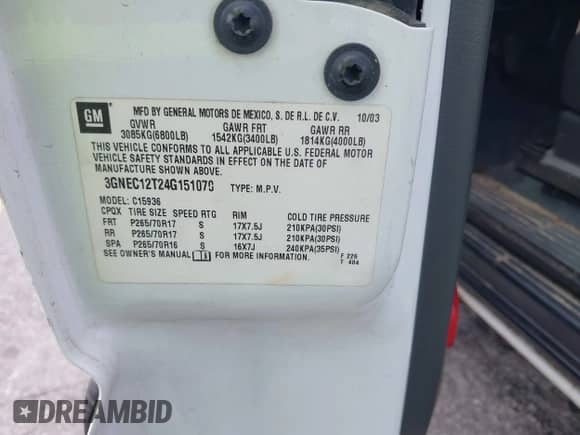 GM
MFD BY GENERAL MOTORS DE MEXICO, S. DE R.L. DE C.V. 10/03
GVWR GAWR FRT GAWR RR
3085KG(6800LB) 1542KG(3400LB) 1814KG(4000LB)
THIS VEHICLE CONFORMS TO ALL APPLICABLE U.S. FEDERAL MOTOR
VEHICLE SAFETY STANDARDS IN EFFECT ON THE DATE OF
MANUFACTURE SHOWN ABOVE.
3GNEC12T24G151070 TYPE: M.P.V.
MODEL: C15936
CPQX TIRE SIZE SPEED RTG RIM COLD TIRE PRESSURE
FRT P265/70R17 S 17X7.5J 210KPA(30PSI)
RR P265/70R17 S 17X7.5J 210KPA(30PSI)
SPA P265/70R16 S 16X7J 240KPA(35PSI)
SEE OWNER'S MANUAL FOR MORE INFORMATION. F 226
T 404
DREAMBID